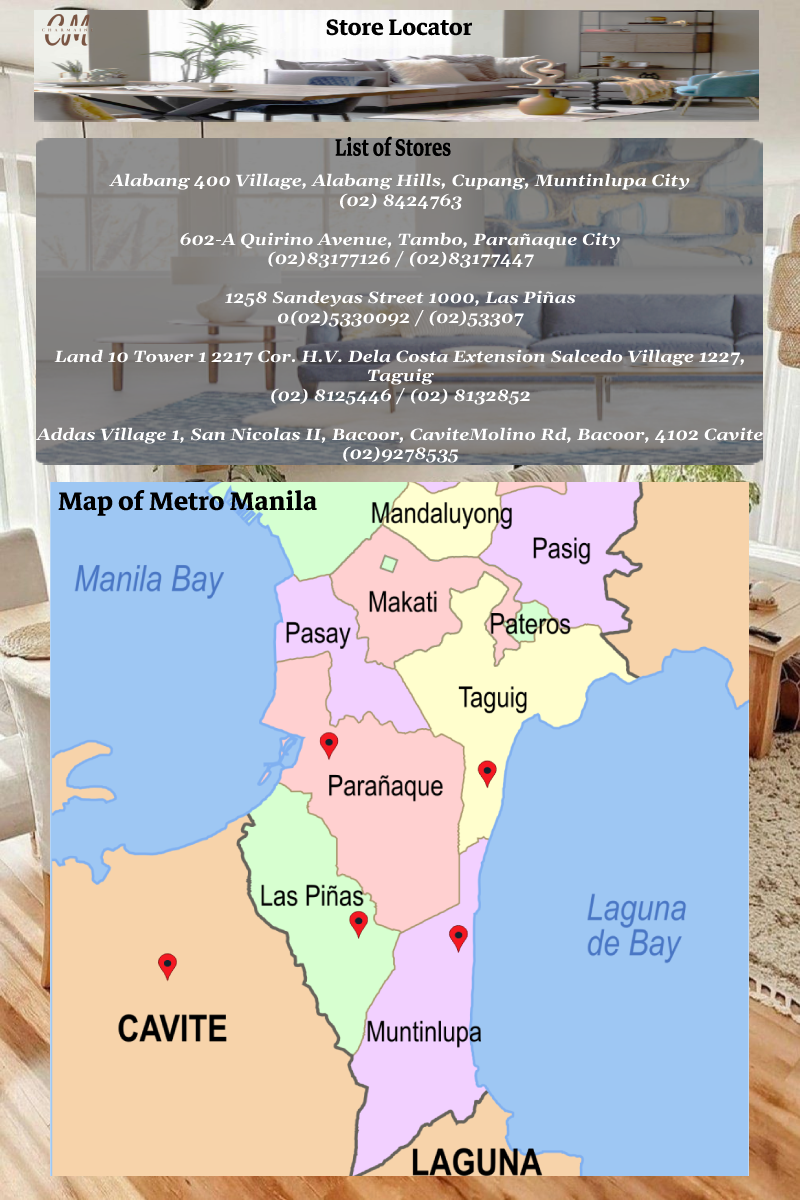 CM
Store Locator
List of Stores
Alabang 400 Village, Alabang Hills, Cupang, Muntinlupa City
(02) 8424763
602-A Quirino Avenue, Tambo, Parañaque City
(02)83177126 / (02)83177447
1258 Sandeyas Street 1000, Las Piñas
0(02)5330092 / (02)53307
Land 10 Tower 1 2217 Cor. H.V. Dela Costa Extension Salcedo Village 1227,
Taguig
(02) 8125446 / (02) 8132852
Addas Village 1, San Nicolas II, Bacoor, CaviteMolino Rd, Bacoor, 4102 Cavite
(02)9278535
Map of Metro Manila
Mandaluyong
Pasig
Manila Bay
Makati
Pateros
Pasay
Taguig
Parañaque
Las Piñas
Laguna
de Bay
CAVITE
Muntinlupa
LAGUNA